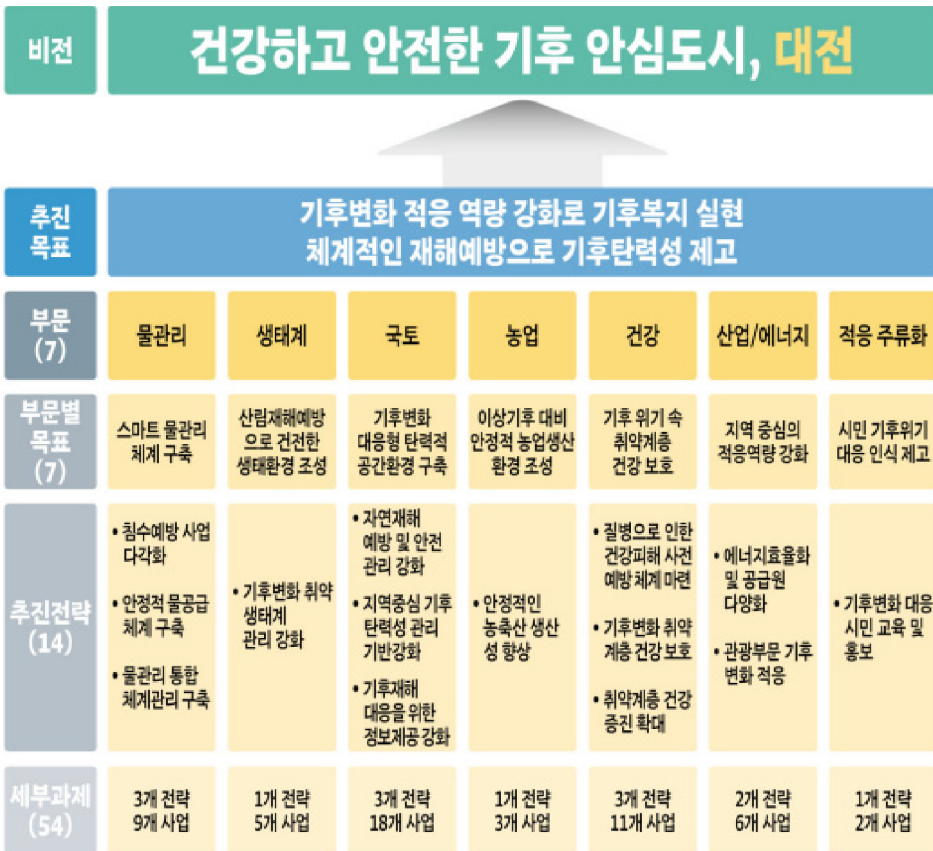 비전
건강하고 안전한 기후 안심도시, 대전
추진
목표
기후변화 적응 역량 강화로 기후복지 실현
체계적인 재해예방으로 기후탄력성 제고
부문
(7)
물관리
생태계
국토
농업
건강
산업/에너지
적응 주류화
부문별
목표
(7)
스마트 물관리
체계 구축
산림재해예방
으로 건전한
생태환경 조성
기후변화
대응형 탄력적
공간환경 구축
이상기후 대비
안정적 농업생산
환경 조성
기후 위기 속
취약계층
건강 보호
지역 중심의
적응역량 강화
시민 기후위기
대응 인식 제고
추진전략
(14)
• 침수예방 사업
다각화
• 안정적 물공급
체계 구축
• 물관리 통합
체계관리 구축
• 기후변화 취약
생태계
관리 강화
• 자연재해
예방 및 안전
관리 강화
• 지역중심 기후
탄력성 관리
기반강화
• 기후재해
대응을 위한
정보제공 강화
• 안정적인
농축산 생산
성 향상
• 질병으로 인한
건강피해 사전
예방 체계 마련
• 기후변화 취약
계층 건강 보호
• 취약계층 건강
증진 확대
• 에너지효율화
및 공급원
다양화
• 관광부문 기후
변화 적응
• 기후변화 대응
시민 교육 및
홍보
세부과제
(54)
3개 전략
9개 사업
1개 전략
5개 사업
3개 전략
18개 사업
1개 전략
3개 사업
3개 전략
11개 사업
2개 전략
6개 사업
1개 전략
2개 사업